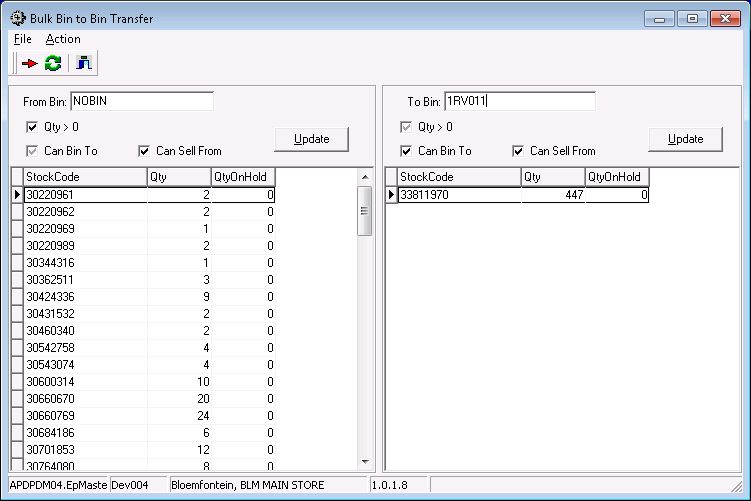 Bulk Bin to Bin Transfer
File Action
From Bin: NOBIN
Qty > 0
Can Bin To Can Sell From
Update
StockCode Qty QtyOnHold
30220961 2 0
30220962 2 0
30220969 1 0
30220989 2 0
30344316 1 0
30362511 3 0
30424336 9 0
30431532 2 0
30460340 2 0
30542758 4 0
30543074 4 0
30600314 10 0
30660670 20 0
30660769 24 0
30684186 6 0
30701853 12 0
30764080 8 0
To Bin: 1RV011
Qty > 0
Can Bin To Can Sell From
Update
StockCode Qty QtyOnHold
33811970 447 0
APDPDM04.EpMaste Dev004 Bloemfontein, BLM MAIN STORE 1.0.1.8